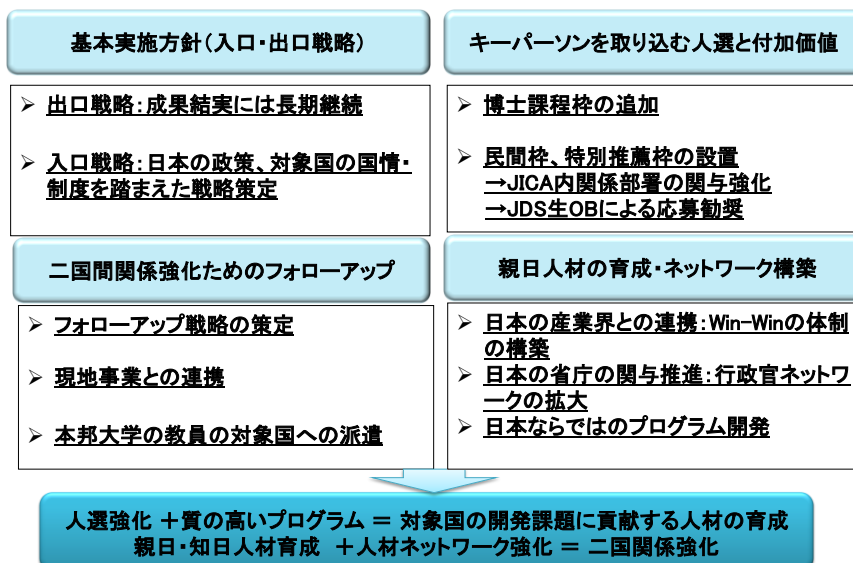 基本実施方針(入口・出口戦略)
➢ 出口戦略:成果結実には長期継続
➢ 入口戦略:日本の政策、対象国の国情・
制度を踏まえた戦略策定
キーパーソンを取り込む人選と付加価値
➢ 博士課程枠の追加
➢ 民間枠、特別推薦枠の設置
→JICA内関係部署の関与強化
→JDS生OBによる応募勧奨
二国間関係強化ためのフォローアップ
➢ フォローアップ戦略の策定
➢ 現地事業との連携
➢ 本邦大学の教員の対象国への派遣
親日人材の育成・ネットワーク構築
➢ 日本の産業界との連携:Win-Winの体制
の構築
➢ 日本の省庁の関与推進:行政官ネットワ
ークの拡大
➢ 日本ならではのプログラム開発
人選強化 +質の高いプログラム = 対象国の開発課題に貢献する人材の育成
親日・知日人材育成 +人材ネットワーク強化 = 二国関係強化